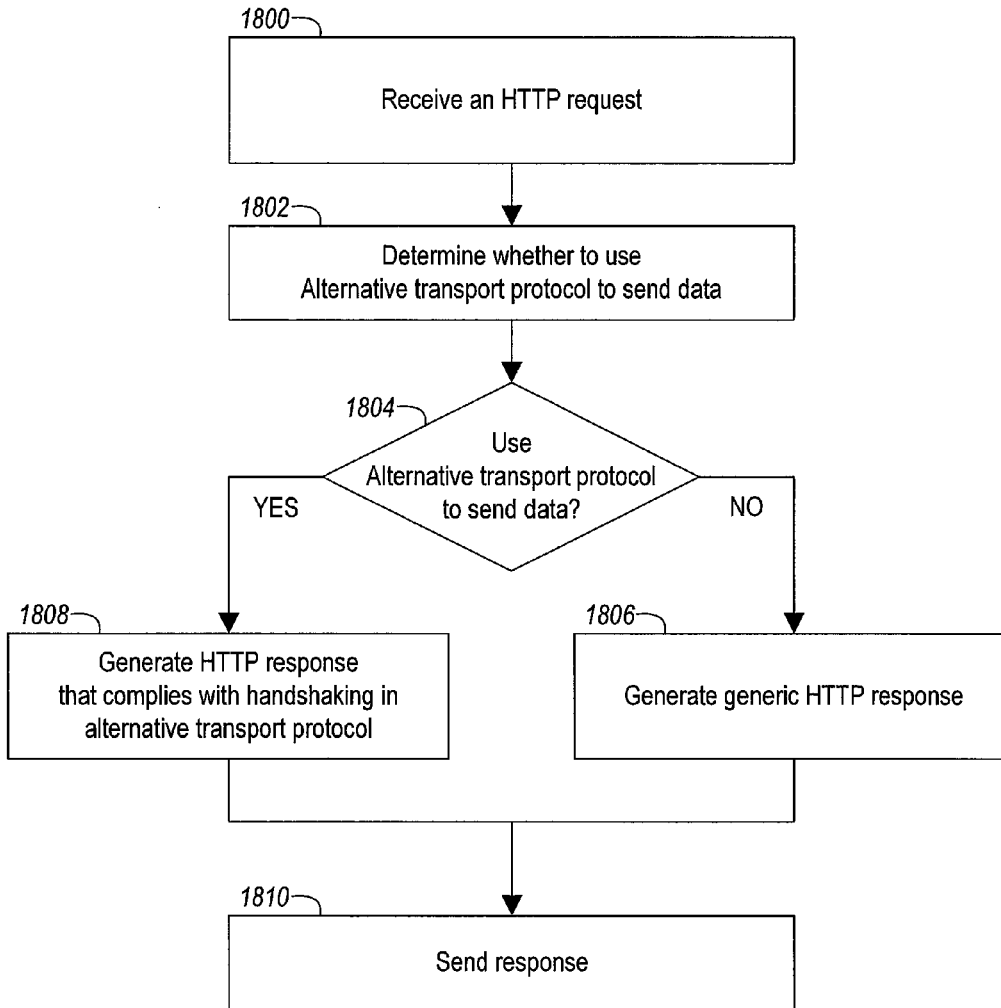 1800
Receive an HTTP request
1802
Determine whether to use
Alternative transport protocol to send data
1804
Use
Alternative transport protocol
to send data?
YES
NO
1808
Generate HTTP response
that complies with handshaking in
alternative transport protocol
1806
Generate generic HTTP response
1810
Send response